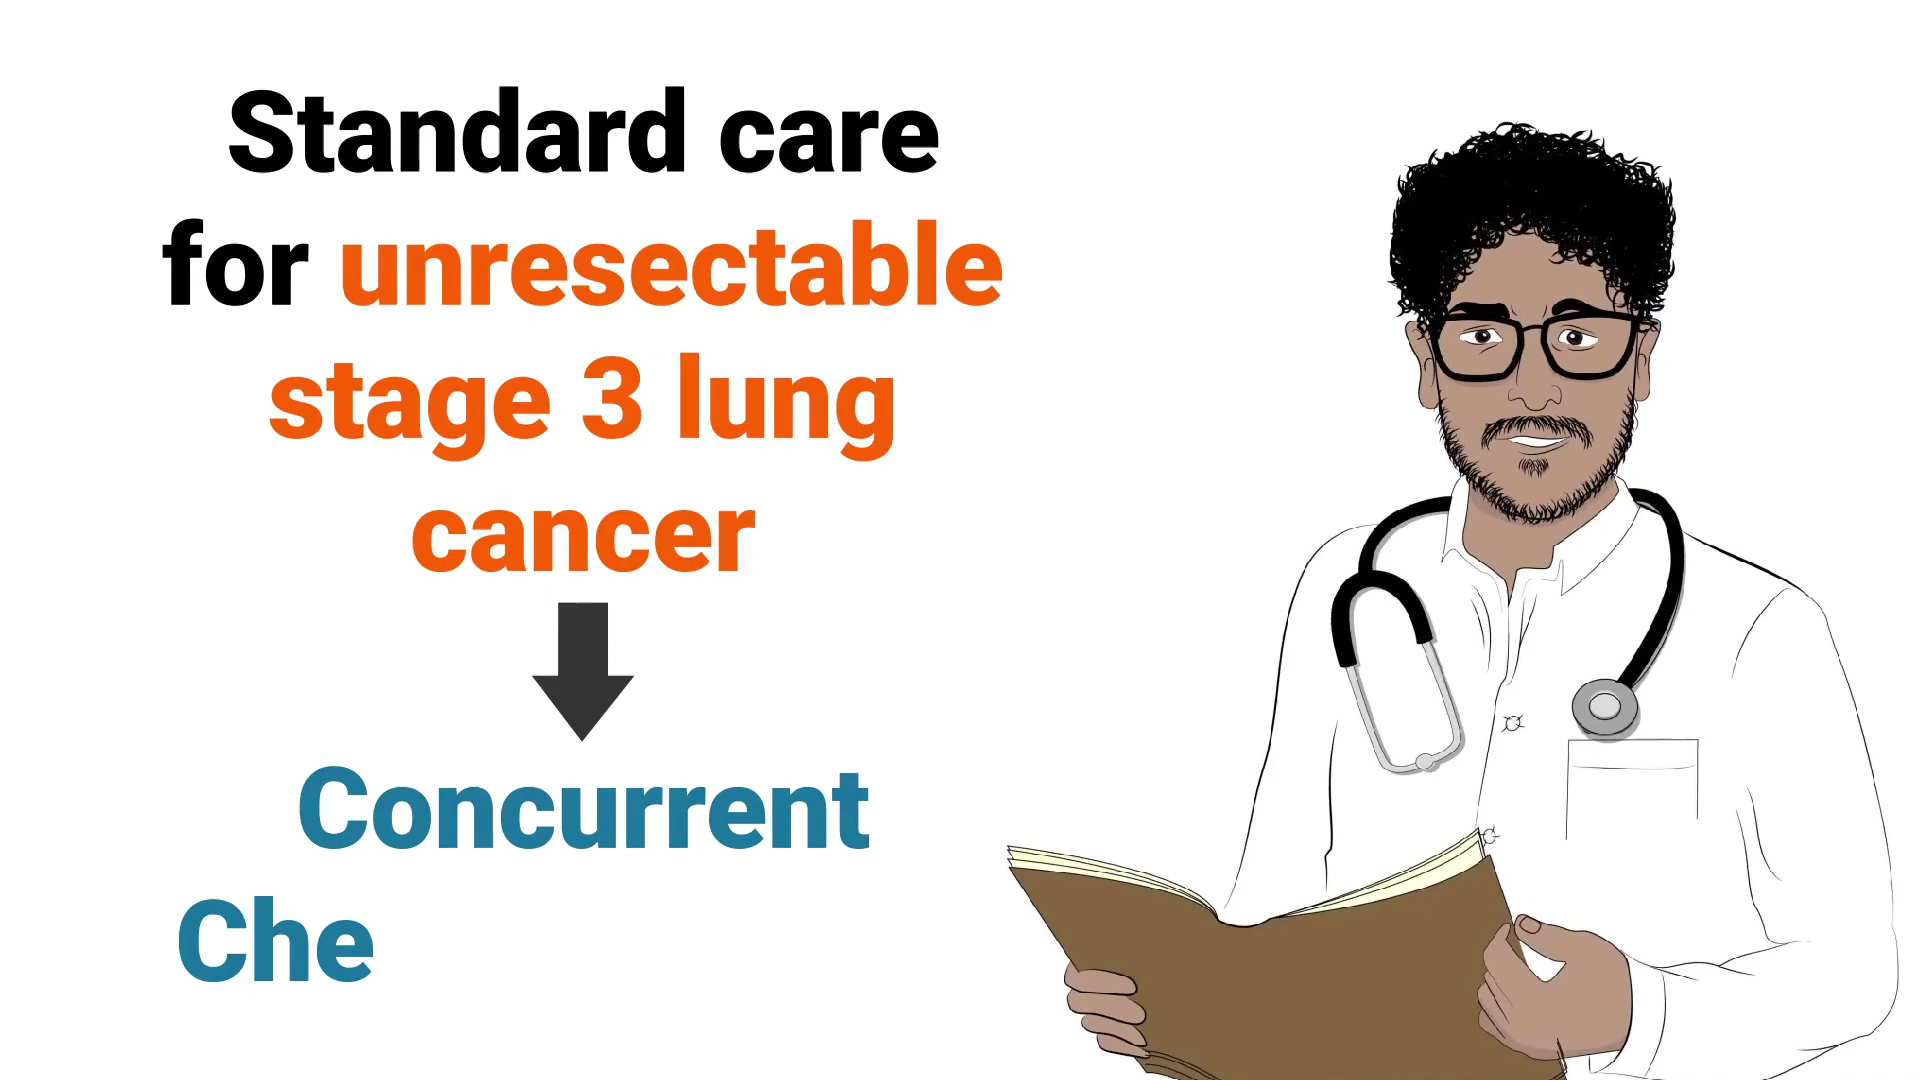 Standard care
for unresectable
stage 3 lung
cancer
Concurrent
Che